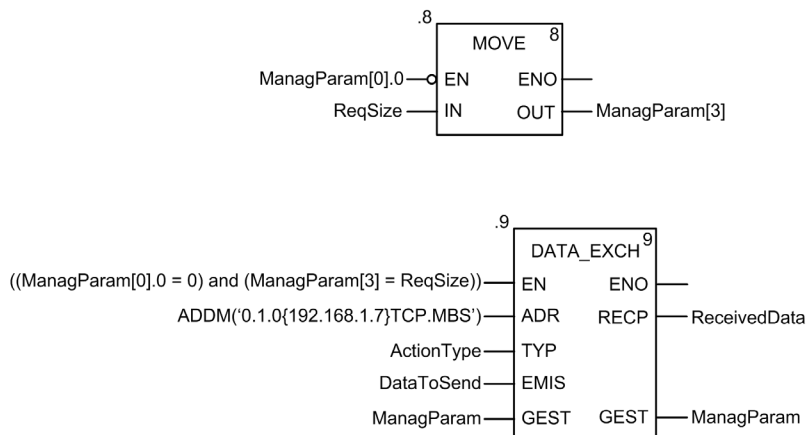 .8
8
MOVE
ManagParam[0].0 EN ENO
ReqSize IN OUT ManagParam[3]
.9
9
DATA_EXCH
((ManagParam[0].0 = 0) and (ManagParam[3] = ReqSize)) EN ENO
ADDM(‘0.1.0{192.168.1.7}TCP.MBS’) ADR RECP ReceivedData
ActionType TYP
DataToSend EMIS
ManagParam GEST GEST ManagParam